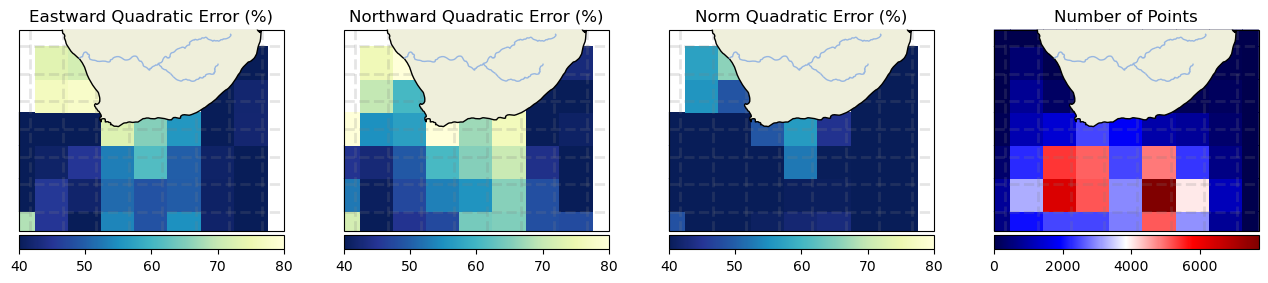 Eastward Quadratic Error (%) Northward Quadratic Error (%) Norm Quadratic Error (%) Number of Points
40 50 60 70 80 40 50 60 70 80 40 50 60 70 80 0 2000 4000 6000